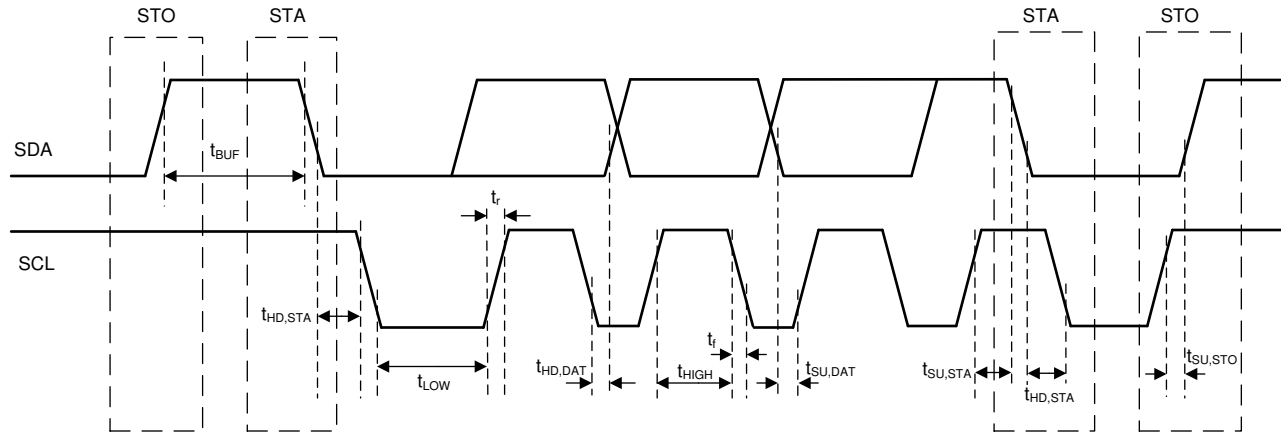 STO
STA
STA
STO
SDA
tBUF
tr
SCL
tHD,STA
tLOW
tHD,DAT
tHIGH
tf
tSU,DAT
tSU,STA
tHD,STA
tSU,STO